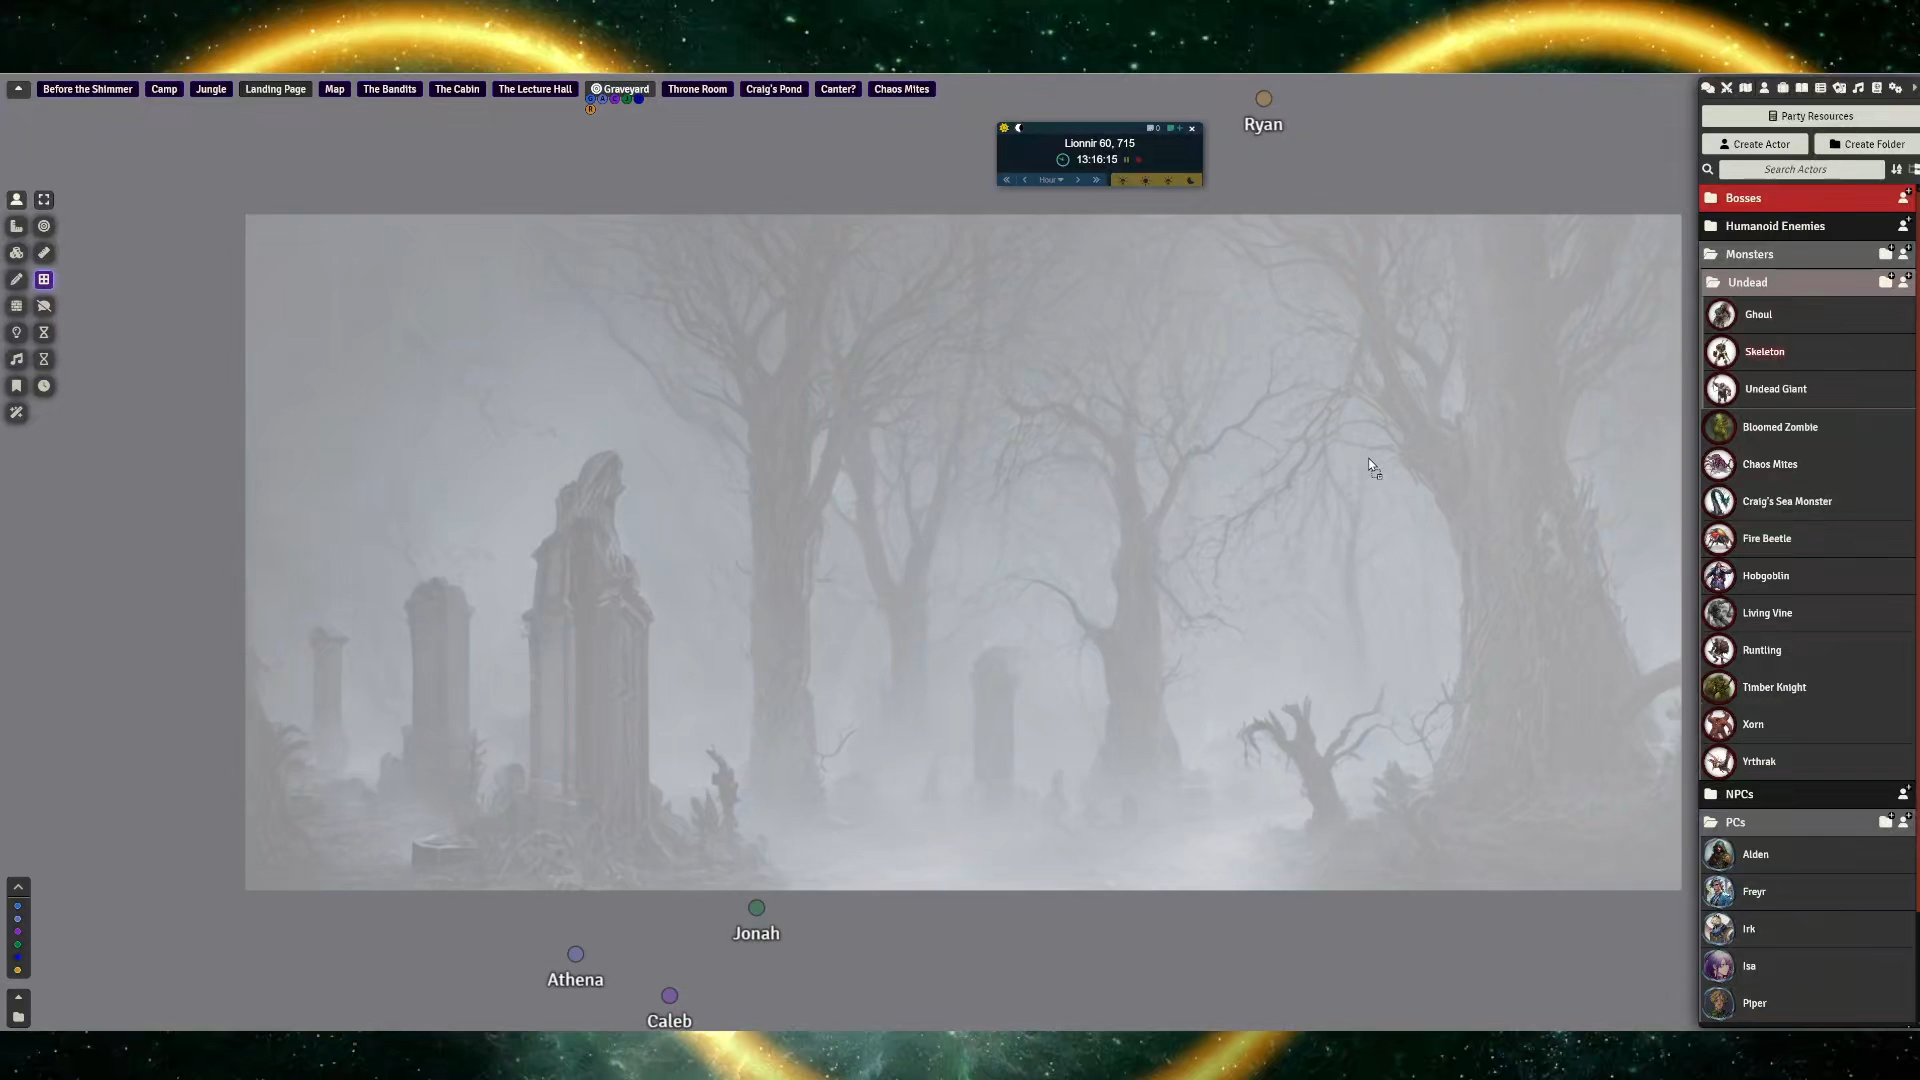 Before the Shimmer
Camp
Jungle
Landing Page
Map
The Bandits
The Cabin
The Lecture Hall
Graveyard
Throne Room
Craig's Pond
Canter?
Chaos Mites
Ryan
0
Lionnir 60, 715
13:16:15
Hour
Party Resources
Create Actor
Create Folder
Search Actors
Bosses
Humanoid Enemies
Monsters
Undead
Ghoul
Skeleton
Undead Giant
Bloomed Zombie
Chaos Mites
Craig's Sea Monster
Fire Beetle
Hobgoblin
Living Vine
Runtling
Timber Knight
Xorn
Yrthrak
NPCs
PCs
Alden
Freyr
Irk
Isa
Piper
Jonah
Athena
Caleb